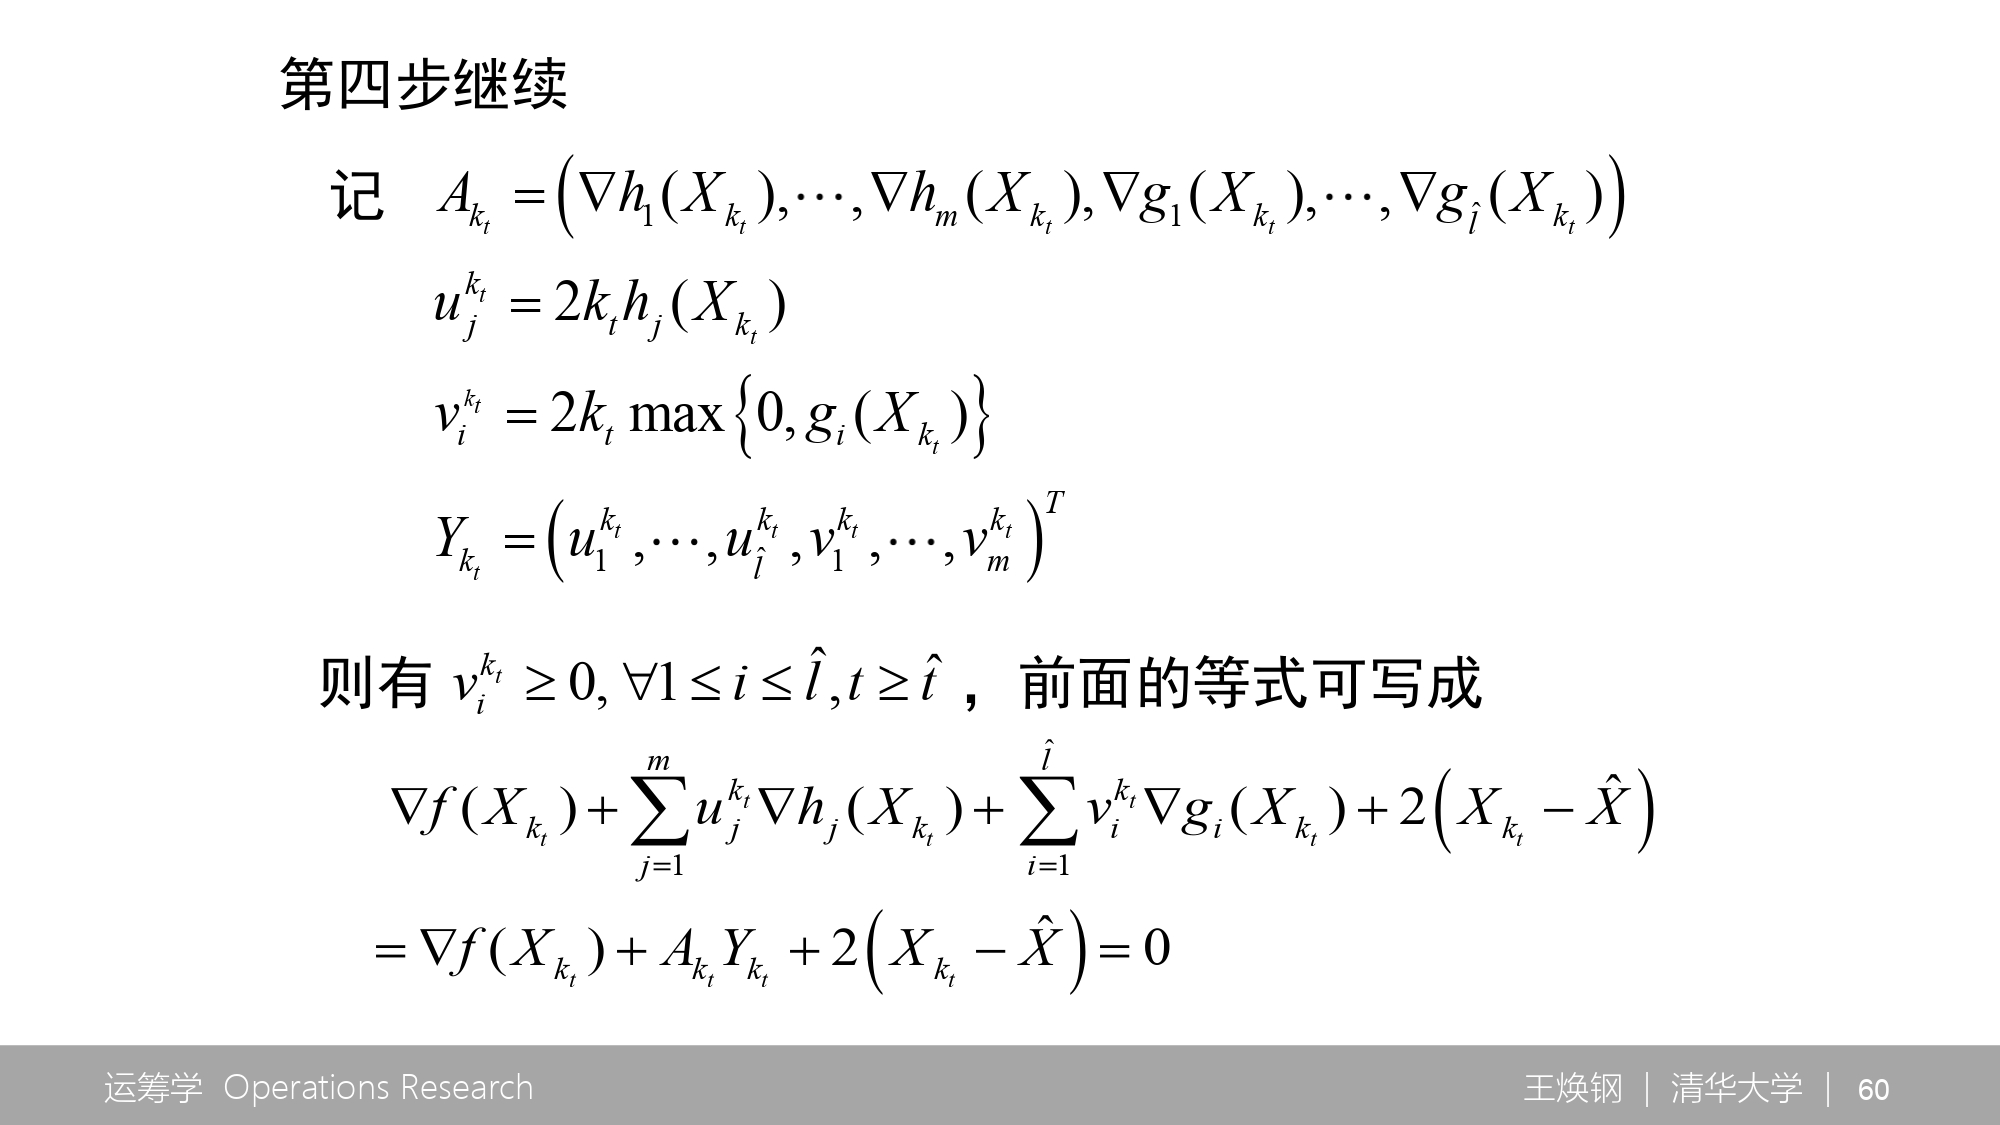 第四步继续
记 $A_{k_t} = \left( \nabla h_1(X_{k_t}), \cdots, \nabla h_m(X_{k_t}), \nabla g_1(X_{k_t}), \cdots, \nabla g_{\hat{l}}(X_{k_t}) \right)$
$u_j^{k_t} = 2k_t h_j(X_{k_t})$
$v_i^{k_t} = 2k_t \max\left\{ 0, g_i(X_{k_t}) \right\}$
$Y_{k_t} = \left( u_1^{k_t}, \cdots, u_{\hat{l}}^{k_t}, v_1^{k_t}, \cdots, v_m^{k_t} \right)^T$
则有 $v_i^{k_t} \geq 0, \forall 1 \leq i \leq \hat{l}, t \geq \hat{t}$ ，前面的等式可写成
$\nabla f(X_{k_t}) + \sum_{j=1}^{m} u_j^{k_t} \nabla h_j(X_{k_t}) + \sum_{i=1}^{\hat{l}} v_i^{k_t} \nabla g_i(X_{k_t}) + 2\left( X_{k_t} - \hat{X} \right)$
$= \nabla f(X_{k_t}) + A_{k_t} Y_{k_t} + 2\left( X_{k_t} - \hat{X} \right) = 0$
运筹学 Operations Research 王焕钢 | 清华大学 | 60